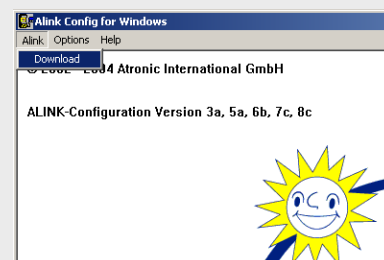 Alink Config for Windows
Alink Options Help
Download
4 Atronic International GmbH
ALINK-Configuration Version 3a, 5a, 6b, 7c, 8c